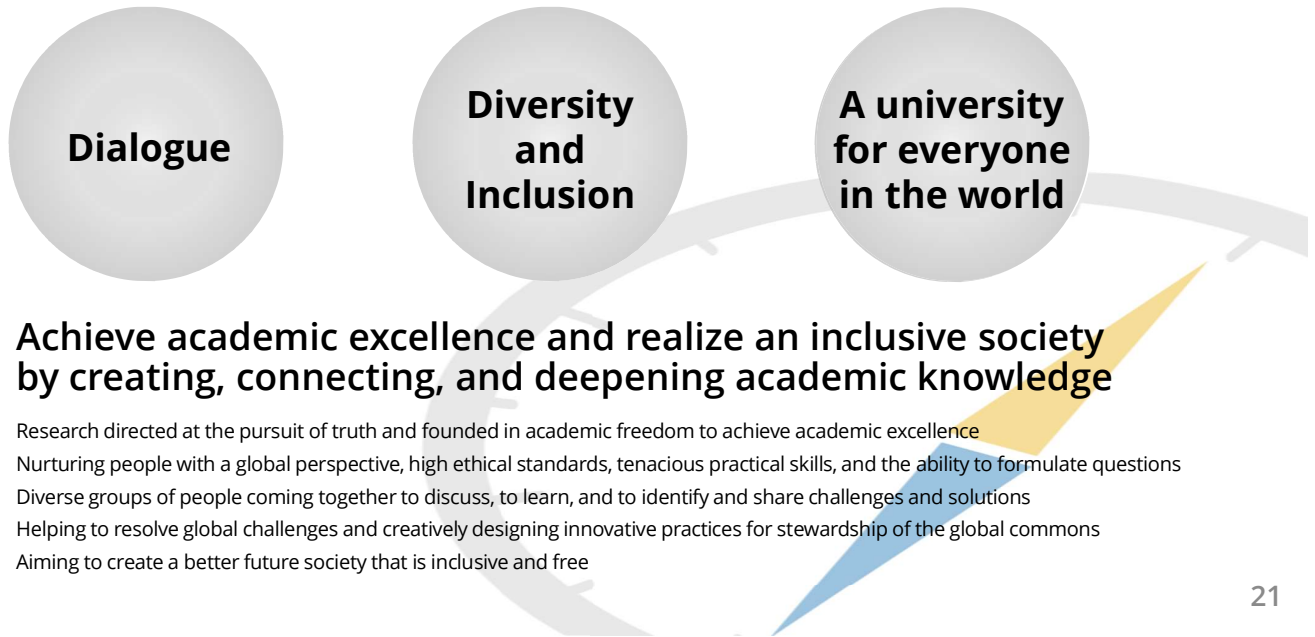 Dialogue
Diversity
and
Inclusion
A university
for everyone
in the world
Achieve academic excellence and realize an inclusive society
by creating, connecting, and deepening academic knowledge
Research directed at the pursuit of truth and founded in academic freedom to achieve academic excellence
Nurturing people with a global perspective, high ethical standards, tenacious practical skills, and the ability to formulate questions
Diverse groups of people coming together to discuss, to learn, and to identify and share challenges and solutions
Helping to resolve global challenges and creatively designing innovative practices for stewardship of the global commons
Aiming to create a better future society that is inclusive and free
21